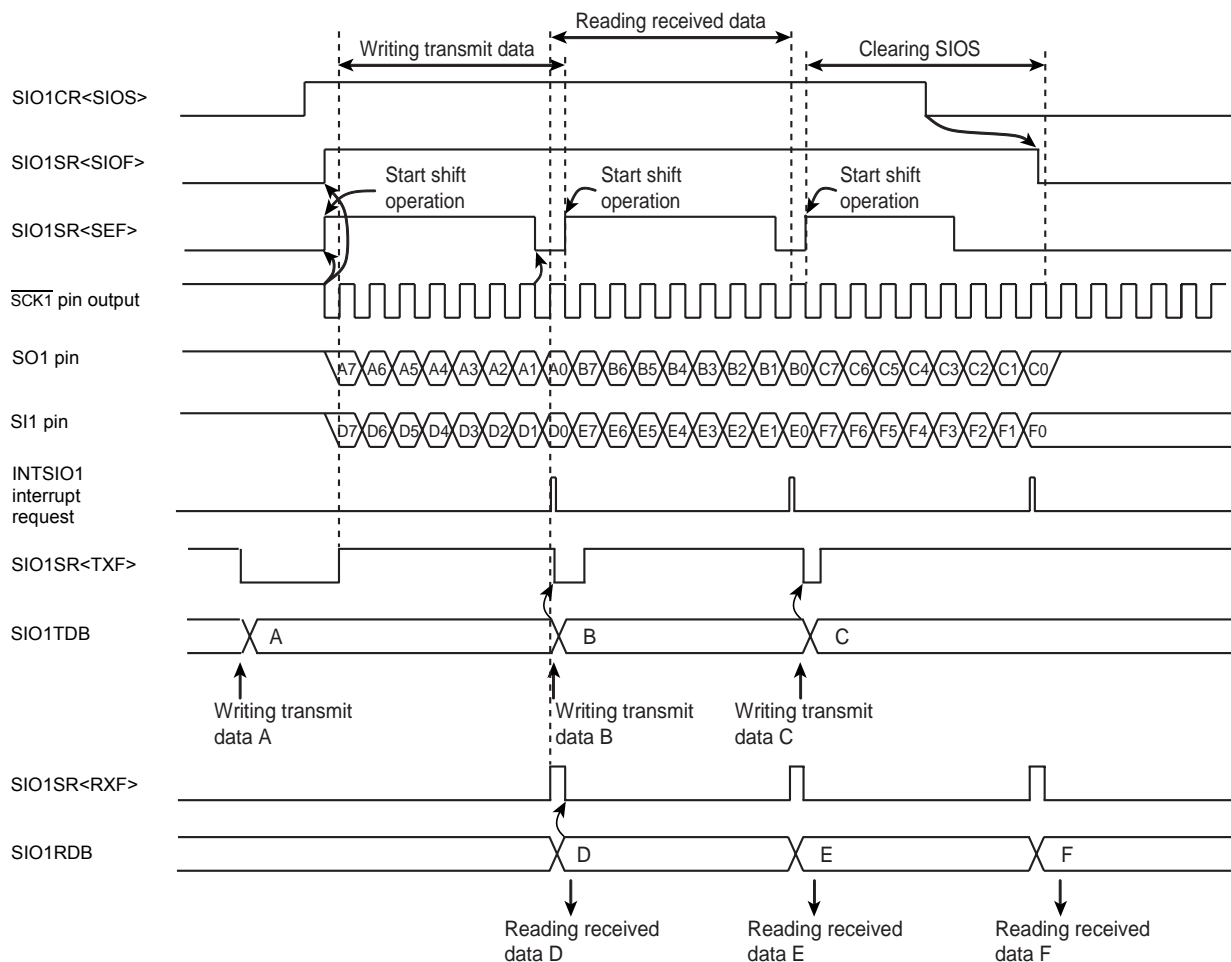 Reading received data
Writing transmit data
Clearing SIOS
SIO1CR<SIOS>
SIO1SR<SIOF>
Start shift
operation
Start shift
operation
Start shift
operation
SIO1SR<SEF>
SCK1 pin output
SO1 pin
A7 A6 A5 A4 A3 A2 A1 A0 B7 B6 B5 B4 B3 B2 B1 B0 C7 C6 C5 C4 C3 C2 C1 C0
SI1 pin
D7 D6 D5 D4 D3 D2 D1 D0 E7 E6 E5 E4 E3 E2 E1 E0 F7 F6 F5 F4 F3 F2 F1 F0
INTSIO1
interrupt
request
SIO1SR<TXF>
SIO1TDB
A
B
C
Writing transmit
data A
Writing transmit
data B
Writing transmit
data C
SIO1SR<RXF>
SIO1RDB
D
E
F
Reading received
data D
Reading received
data E
Reading received
data F